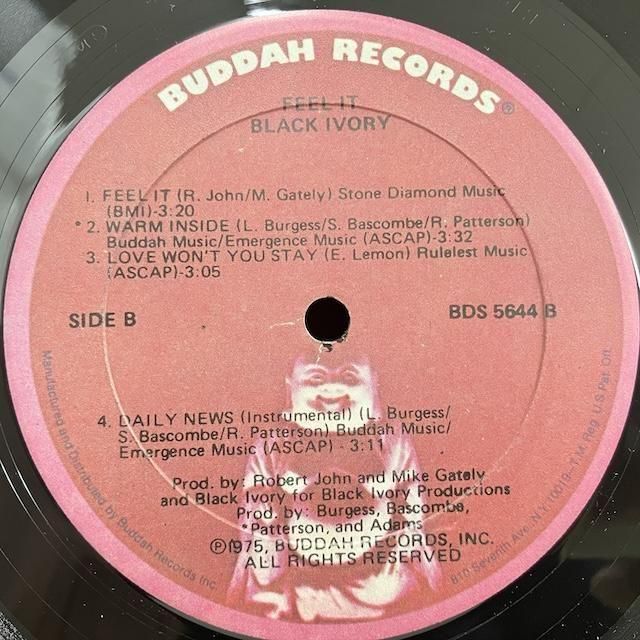 BUDDAH RECORDS®
FEEL IT
BLACK IVORY
1. FEEL IT (R. John/M. Gately) Stone Diamond Music
(BMI)-3:20
*2. WARM INSIDE (L. Burgess/S. Bascombe/R. Patterson)
Buddah Music/Emergence Music (ASCAP)-3:32
3. LOVE WON'T YOU STAY (E. Lemon) Rulelest Music
(ASCAP)-3:05
SIDE B
BDS 5644 B
4. DAILY NEWS (Instrumental) (L. Burgess/
S. Bascombe/R. Patterson) Buddah Music/
Emergence Music (ASCAP) - 3:11
Prod. by: Robert John and Mike Gately
and Black Ivory for Black Ivory Productions
Prod. by: Burgess, Bascombe,
*Patterson, and Adams
℗1975, BUDDAH RECORDS, INC.
ALL RIGHTS RESERVED
Manufactured and Distributed by Buddah Records Inc.
810 Seventh Ave., N.Y. 10019–T.M. Reg. U.S. Pat. Off.